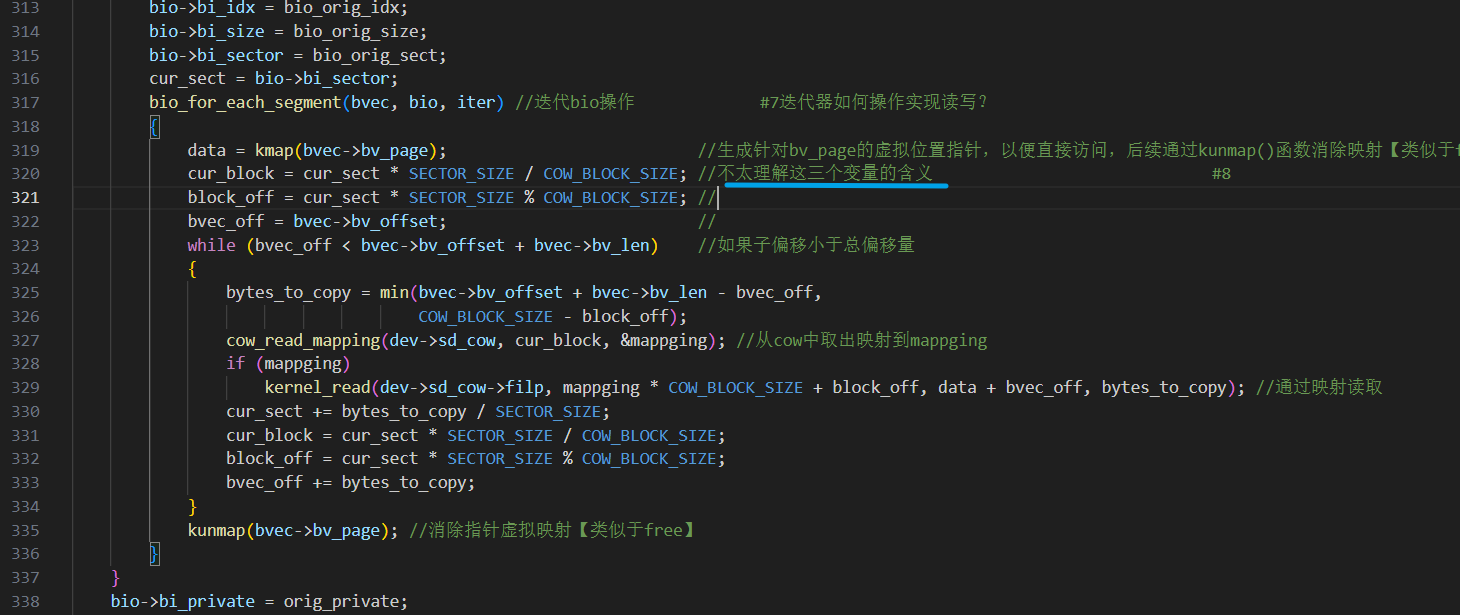 313 bio->bi_idx = bio_orig_idx;
314 bio->bi_size = bio_orig_size;
315 bio->bi_sector = bio_orig_sect;
316 cur_sect = bio->bi_sector;
317 bio_for_each_segment(bvec, bio, iter) //迭代bio操作 #7迭代器如何操作实现读写?
318 {
319 data = kmap(bvec->bv_page); //生成针对bv_page的虚拟位置指针，以便直接访问，后续通过kunmap()函数消除映射【类似于f
320 cur_block = cur_sect * SECTOR_SIZE / COW_BLOCK_SIZE; //不太理解这三个变量的含义 #8
321 block_off = cur_sect * SECTOR_SIZE % COW_BLOCK_SIZE; //
322 bvec_off = bvec->bv_offset; //
323 while (bvec_off < bvec->bv_offset + bvec->bv_len) //如果子偏移小于总偏移量
324 {
325 bytes_to_copy = min(bvec->bv_offset + bvec->bv_len - bvec_off,
326 COW_BLOCK_SIZE - block_off);
327 cow_read_mapping(dev->sd_cow, cur_block, &mappging); //从cow中取出映射到mappging
328 if (mappging)
329 kernel_read(dev->sd_cow->filp, mappging * COW_BLOCK_SIZE + block_off, data + bvec_off, bytes_to_copy); //通过映射读取
330 cur_sect += bytes_to_copy / SECTOR_SIZE;
331 cur_block = cur_sect * SECTOR_SIZE / COW_BLOCK_SIZE;
332 block_off = cur_sect * SECTOR_SIZE % COW_BLOCK_SIZE;
333 bvec_off += bytes_to_copy;
334 }
335 kunmap(bvec->bv_page); //消除指针虚拟映射【类似于free】
336 }
337 }
338 bio->bi_private = orig_private;